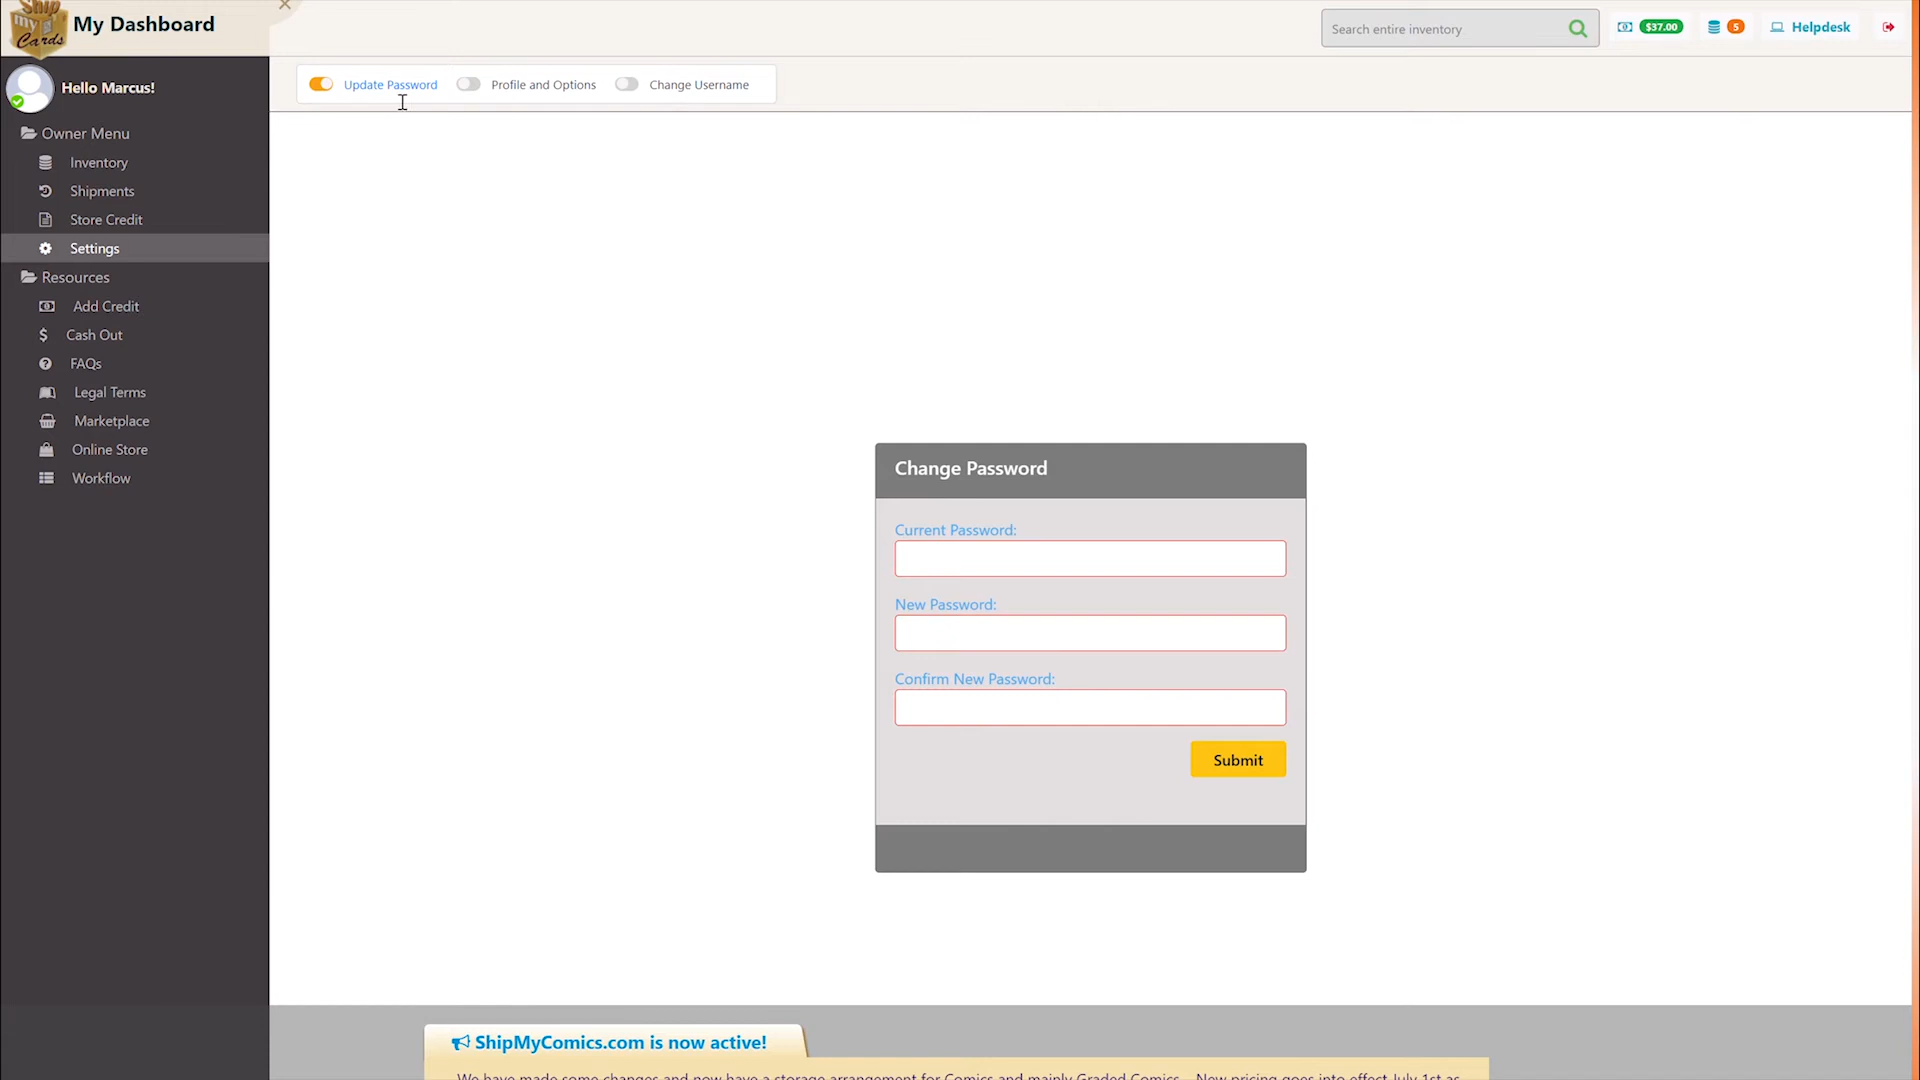 Ship
my
Cards
My Dashboard
Search entire inventory
$37.00
5
Helpdesk
Hello Marcus!
Update Password
Profile and Options
Change Username
Owner Menu
Inventory
Shipments
Store Credit
Settings
Resources
Add Credit
Cash Out
FAQs
Legal Terms
Marketplace
Online Store
Workflow
Change Password
Current Password:
New Password:
Confirm New Password:
Submit
ShipMyComics.com is now active!
We have made some changes and now have a storage arrangement for Comics and mainly Graded Comics. New pricing goes into effect July 1st as